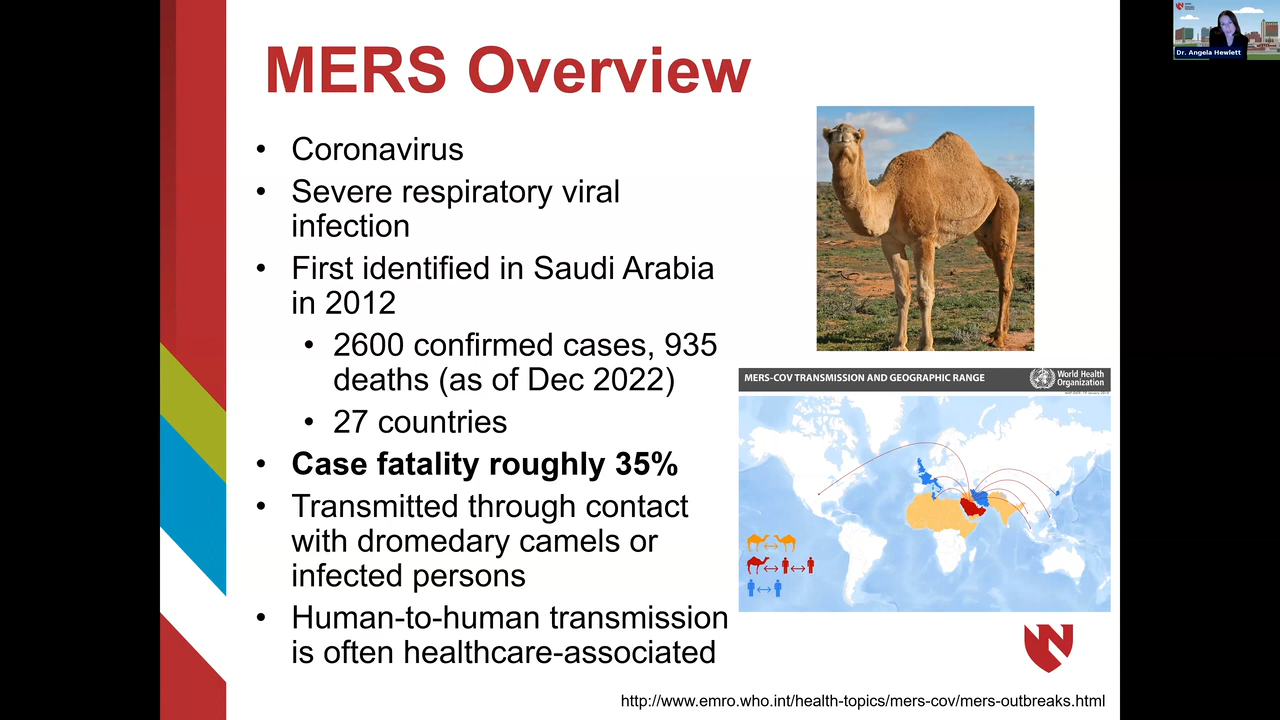 MERS Overview
• Coronavirus
• Severe respiratory viral
infection
• First identified in Saudi Arabia
in 2012
• 2600 confirmed cases, 935
deaths (as of Dec 2022)
• 27 countries
• Case fatality roughly 35%
• Transmitted through contact
with dromedary camels or
infected persons
• Human-to-human transmission
is often healthcare-associated
MERS-COV TRANSMISSION AND GEOGRAPHIC RANGE
World Health
Organization
N
http://www.emro.who.int/health-topics/mers-cov/mers-outbreaks.html
Dr. Angela Hewlett